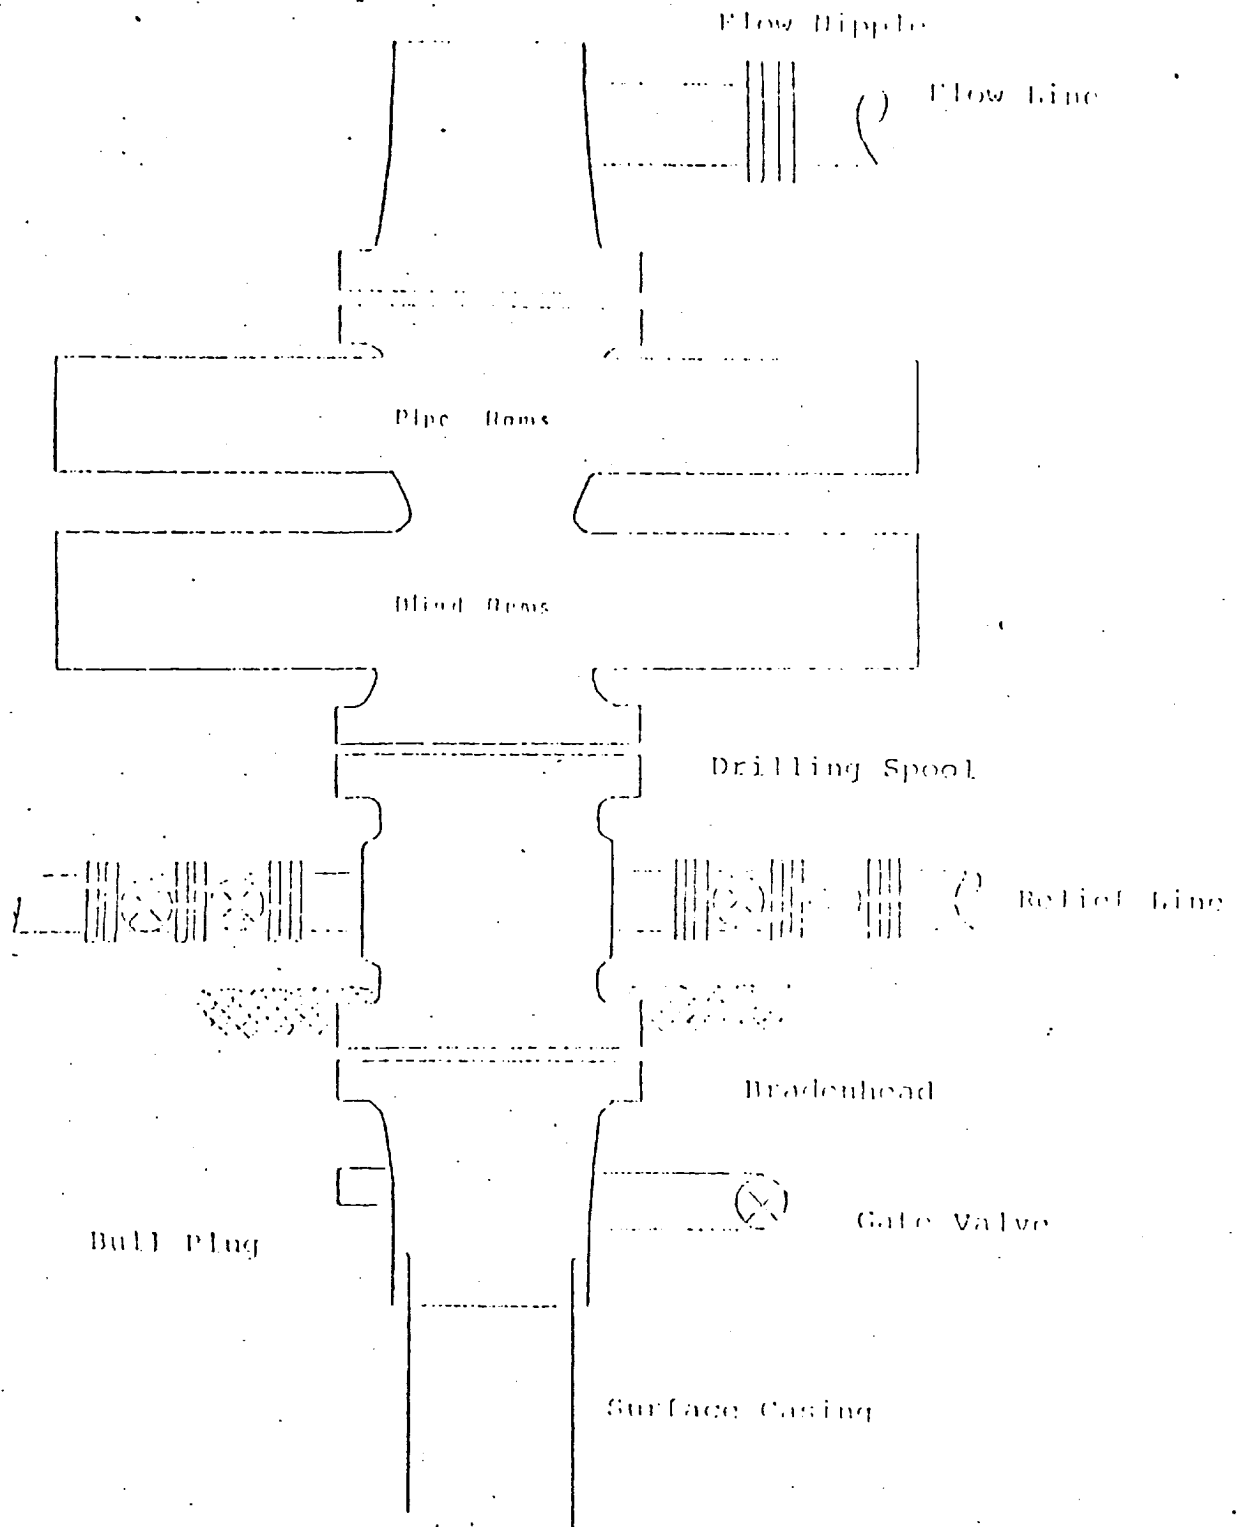 Flow Nipple
Flow Line
Pipe Rams
Blind Rams
Drilling Spool
Relief Line
Bradenhead
Gate Valve
Bull Plug
Surface Casing